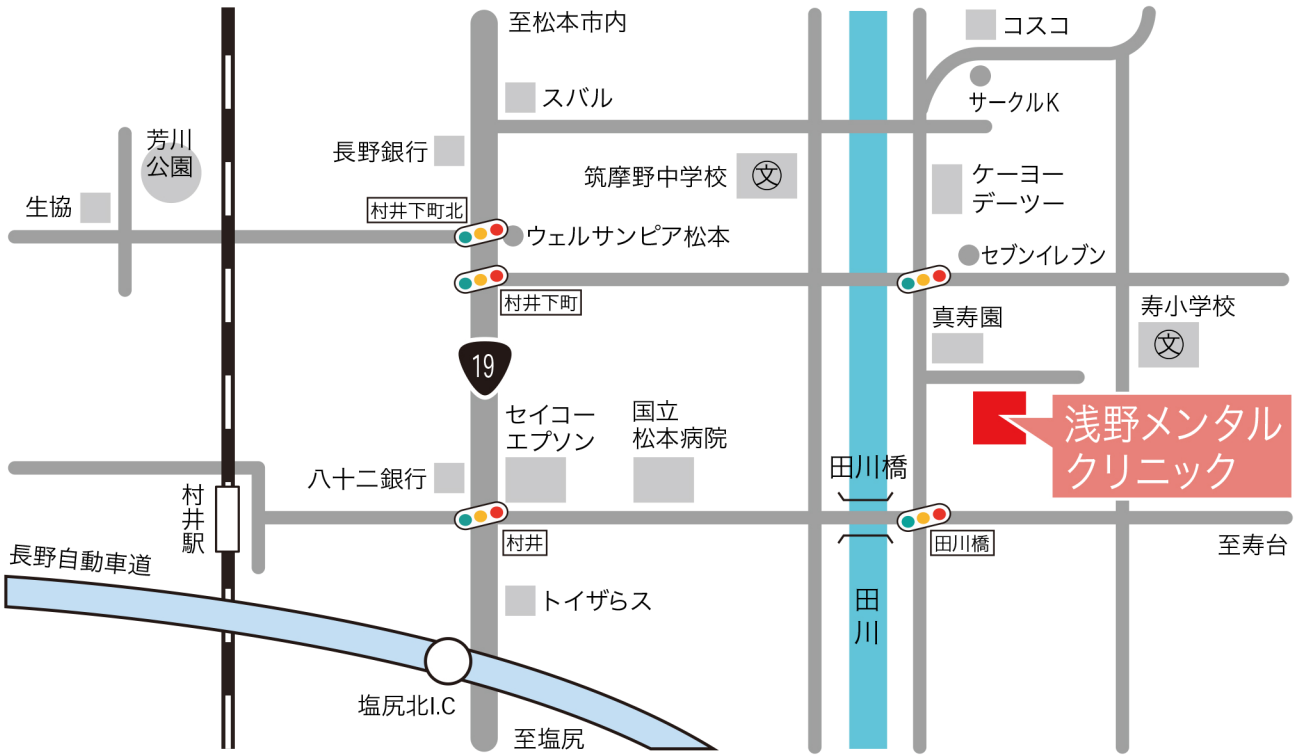 至松本市内
コスコ
スバル
サークルK
芳川
公園
長野銀行
筑摩野中学校
文
ケーヨー
デーツー
生協
村井下町北
ウェルサンピア松本
セブンイレブン
村井下町
真寿園
寿小学校
文
19
セイコー
エプソン
国立
松本病院
浅野メンタル
クリニック
八十二銀行
田川橋
村井駅
村井
田川橋
至寿台
長野自動車道
トイザらス
田川
塩尻北I.C
至塩尻